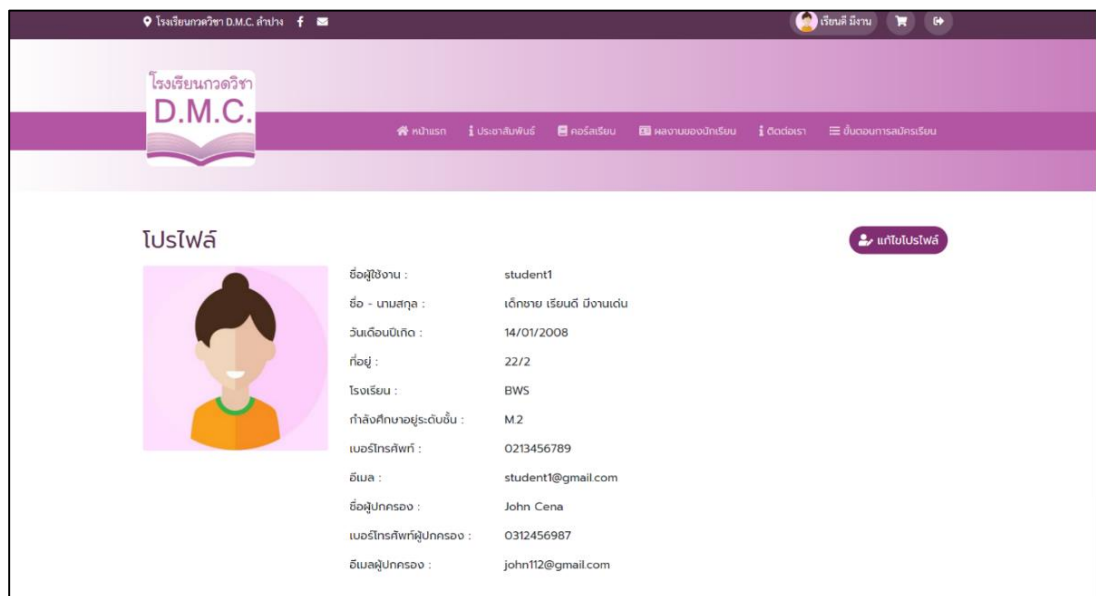 โรงเรียนกวดวิชา D.M.C. ลำปาง
เรียนดี มีงาน
โรงเรียนกวดวิชา
D.M.C.
หน้าแรก ประชาสัมพันธ์ คอร์สเรียน ผลงานของนักเรียน ติดต่อเรา ขั้นตอนการสมัครเรียน
โปรไฟล์
แก้ไขโปรไฟล์
ชื่อผู้ใช้งาน : student1
ชื่อ - นามสกุล : เด็กชาย เรียนดี มีงานเด่น
วันเดือนปีเกิด : 14/01/2008
ที่อยู่ : 22/2
โรงเรียน : BWS
กำลังศึกษาอยู่ระดับชั้น : M.2
เบอร์โทรศัพท์ : 0213456789
อีเมล : student1@gmail.com
ชื่อผู้ปกครอง : John Cena
เบอร์โทรศัพท์ผู้ปกครอง : 0312456987
อีเมลผู้ปกครอง : john112@gmail.com